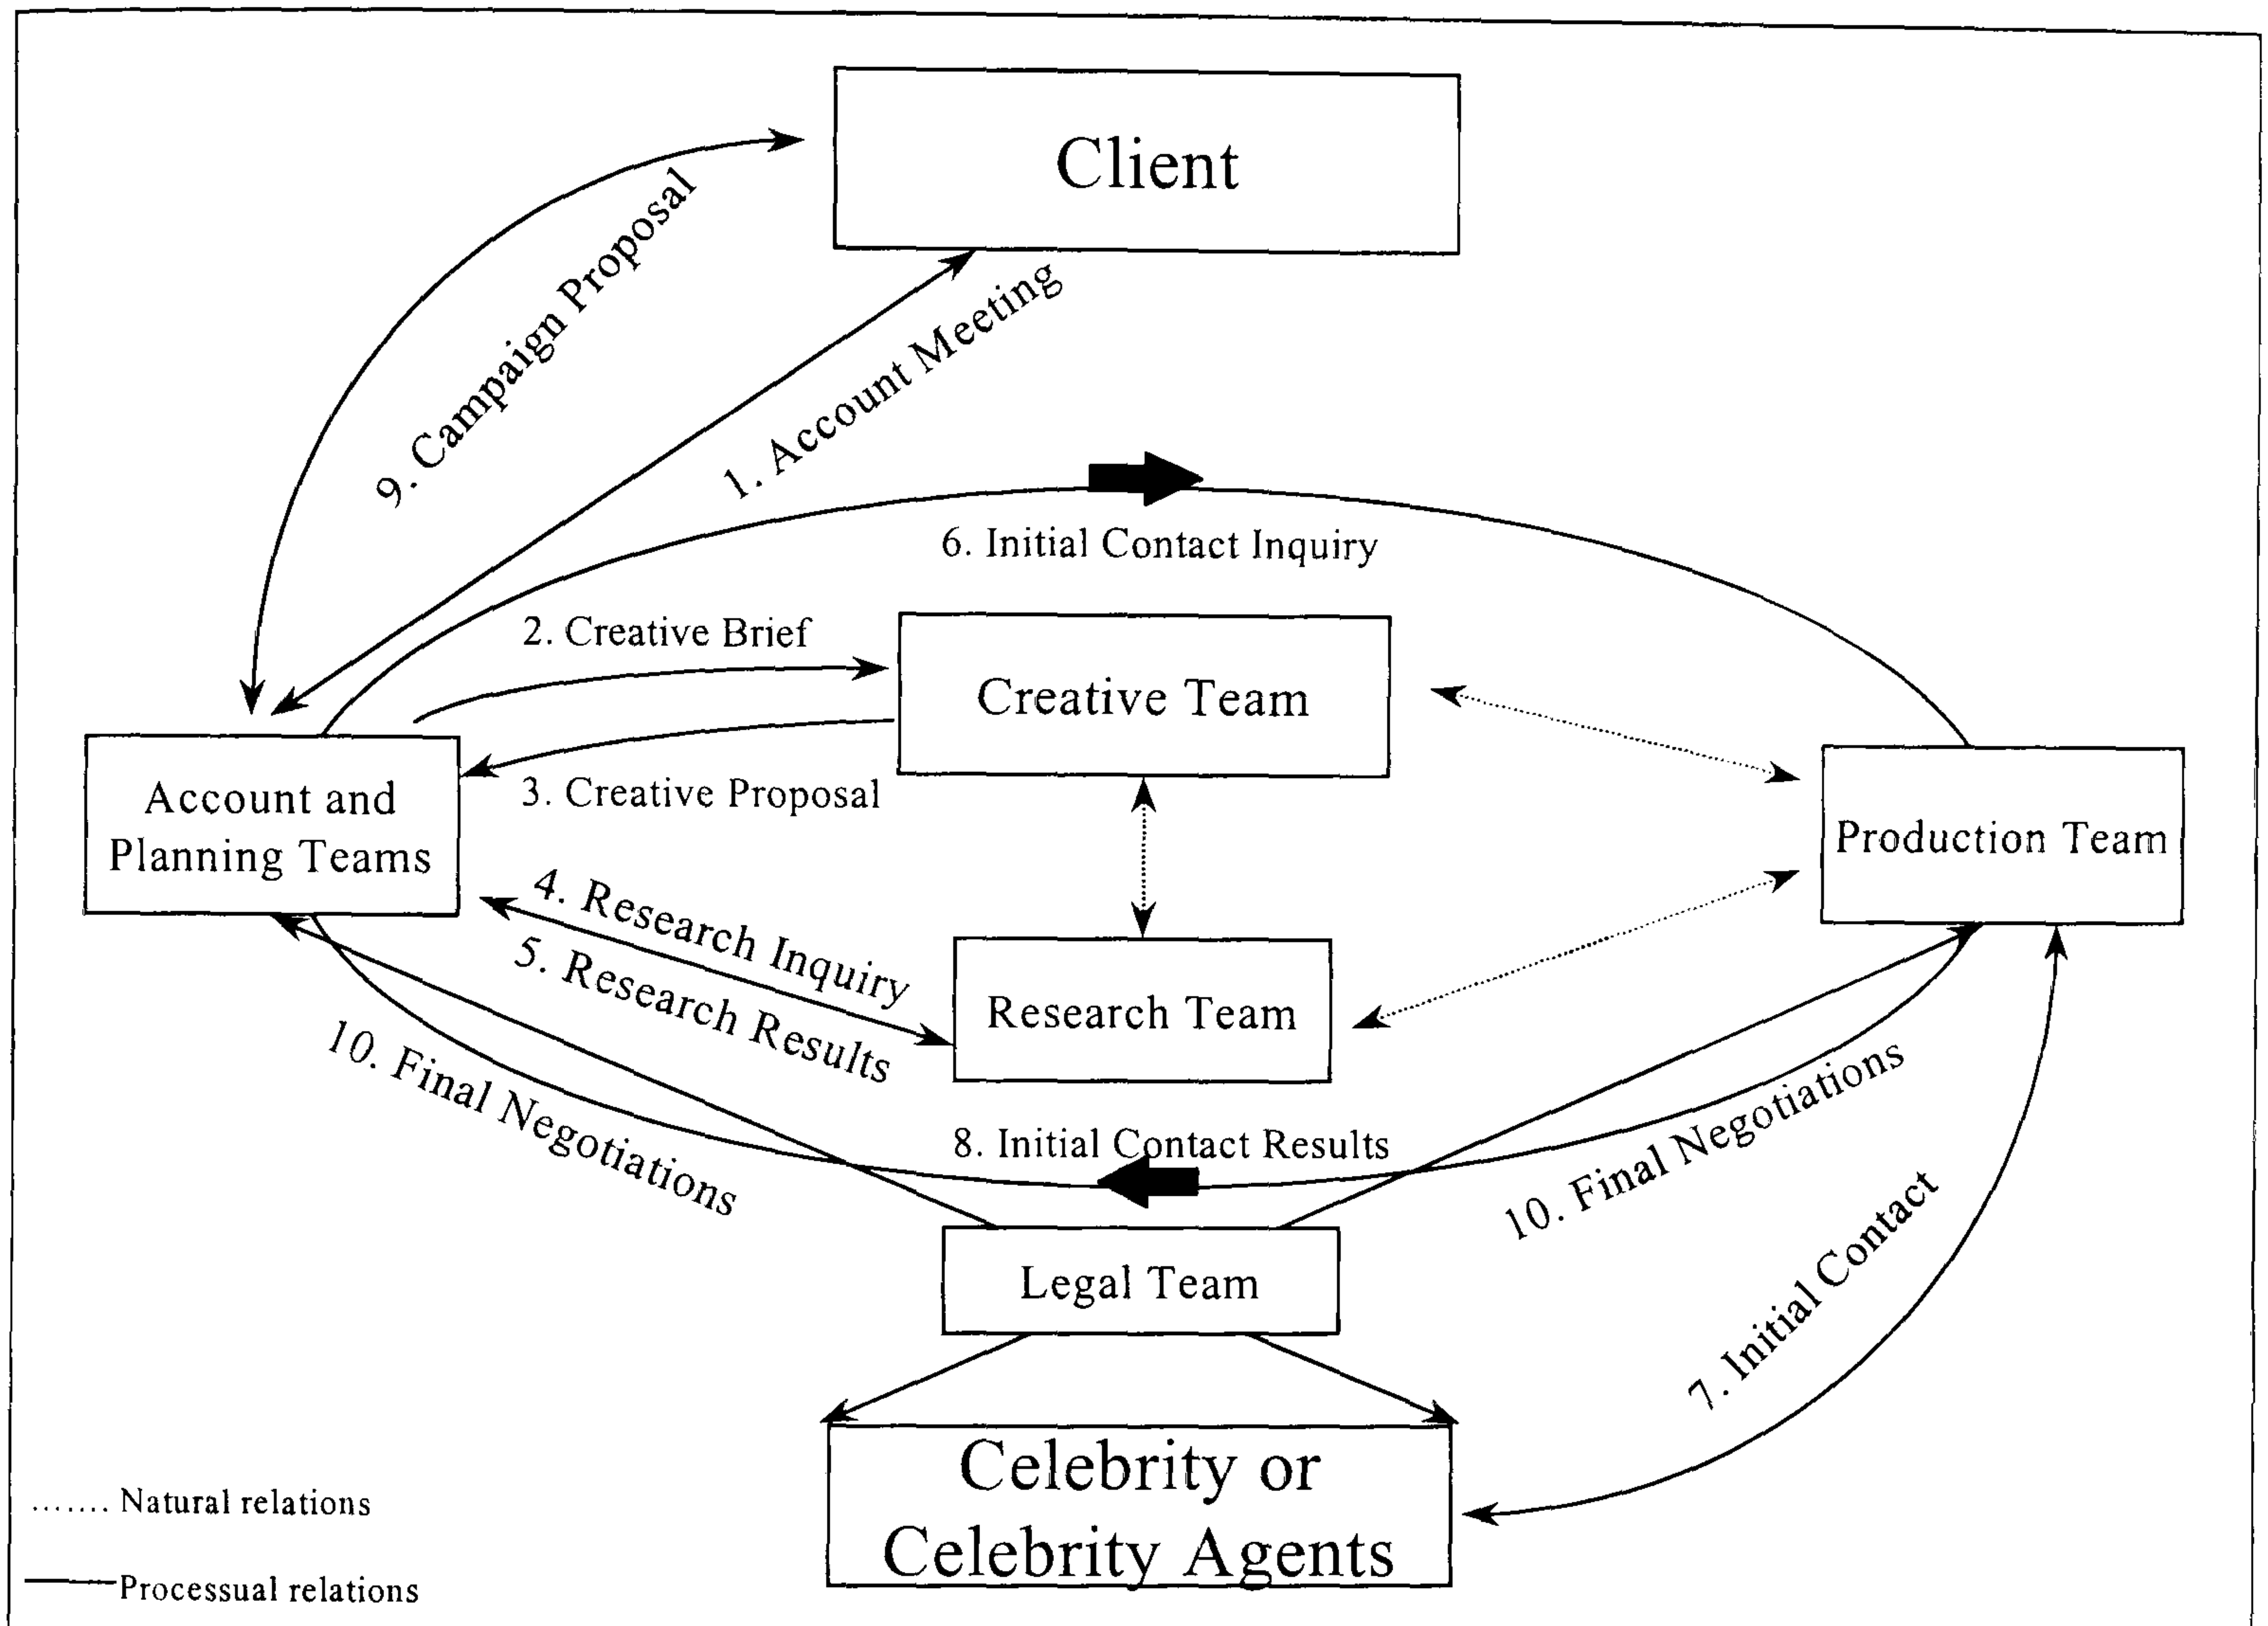 Client
9. Campaign Proposal
1. Account Meeting
6. Initial Contact Inquiry
2. Creative Brief
Creative Team
3. Creative Proposal
Account and
Planning Teams
Production Team
4. Research Inquiry
5. Research Results
Research Team
10. Final Negotiations
8. Initial Contact Results
10. Final Negotiations
Legal Team
7. Initial Contact
Celebrity or
Celebrity Agents
....... Natural relations
Processual relations